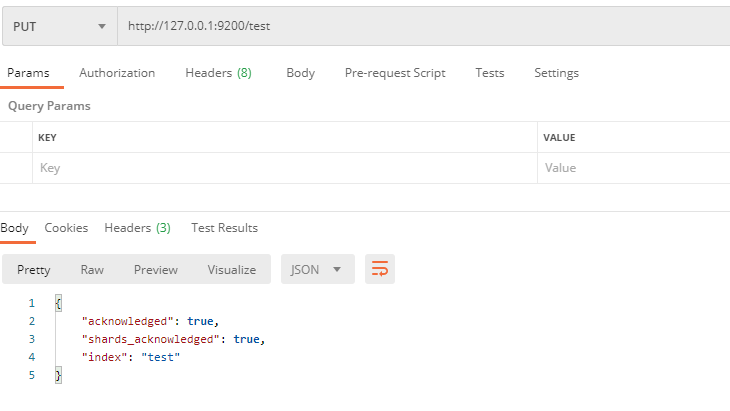 PUT http://127.0.0.1:9200/test
Params Authorization Headers (8) Body Pre-request Script Tests Settings
Query Params
KEY VALUE
Key Value
Body Cookies Headers (3) Test Results
Pretty Raw Preview Visualize JSON
1 {
2 "acknowledged": true,
3 "shards_acknowledged": true,
4 "index": "test"
5 }